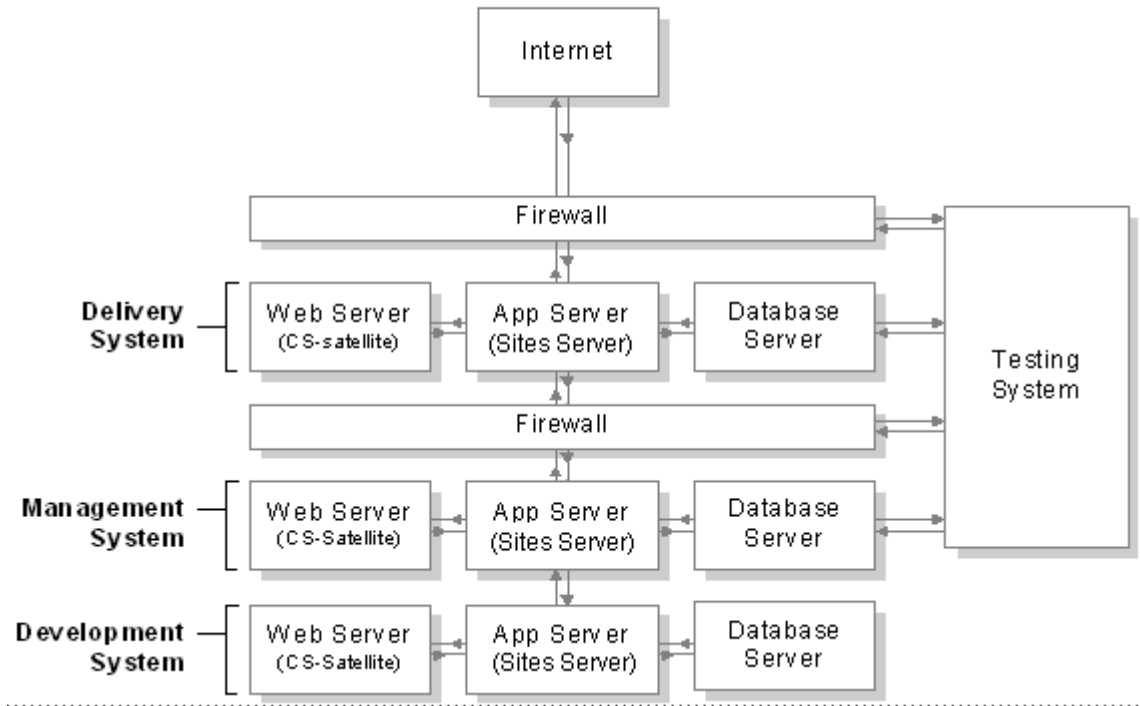 Internet
Firewall
Delivery
System
Web Server
(CS-satellite)
App Server
(Sites Server)
Database
Server
Testing
System
Firewall
Management
System
Web Server
(CS-Satellite)
App Server
(Sites Server)
Database
Server
Development
System
Web Server
(CS-Satellite)
App Server
(Sites Server)
Database
Server